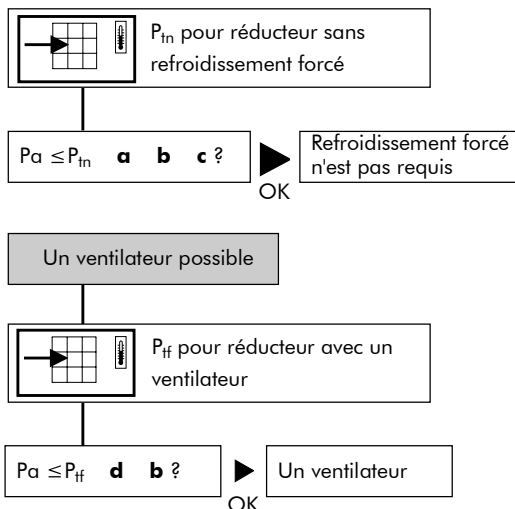 Ptn pour réducteur sans
refroidissement forcé
Pa ≤Ptn a b c ?
OK
Refroidissement forcé
n'est pas requis
Un ventilateur possible
Ptf pour réducteur avec un
ventilateur
Pa ≤Ptf d b ?
OK
Un ventilateur